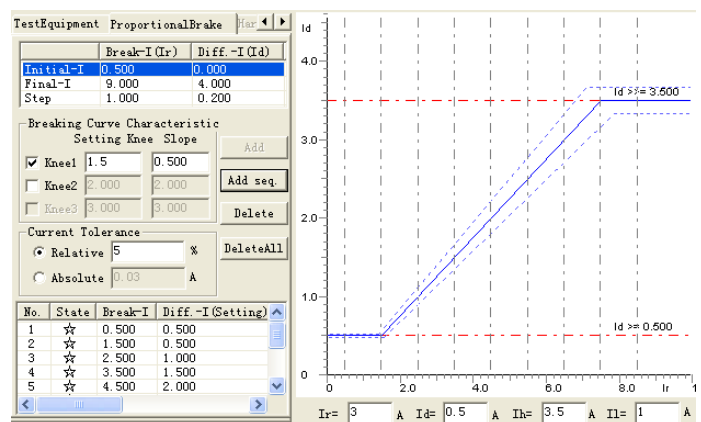 TestEquipment ProportionalBrake Har
Break-I(Ir) Diff.-I(Id)
Initial-I 0.500 0.000
Final-I 9.000 4.000
Step 1.000 0.200
Breaking Curve Characteristic
Setting Knee Slope
Add
Knee1 1.5 0.500
Knee2 2.000 2.000
Add seq.
Knee3 3.000 3.000
Delete
Current Tolerance
Relative 5 %
DeleteAll
Absolute 0.03 A
No. State Break-I Diff.-I(Setting)
1 ☆ 0.500 0.500
2 ☆ 1.500 0.500
3 ☆ 2.500 1.000
4 ☆ 3.500 1.500
5 ☆ 4.500 2.000
Id
4.0
Id >>= 3.500
3.0
2.0
1.0
Id >= 0.500
0
0 2.0 4.0 6.0 8.0 Ir 1
Ir= 3 A Id= 0.5 A Ih= 3.5 A Il= 1 A